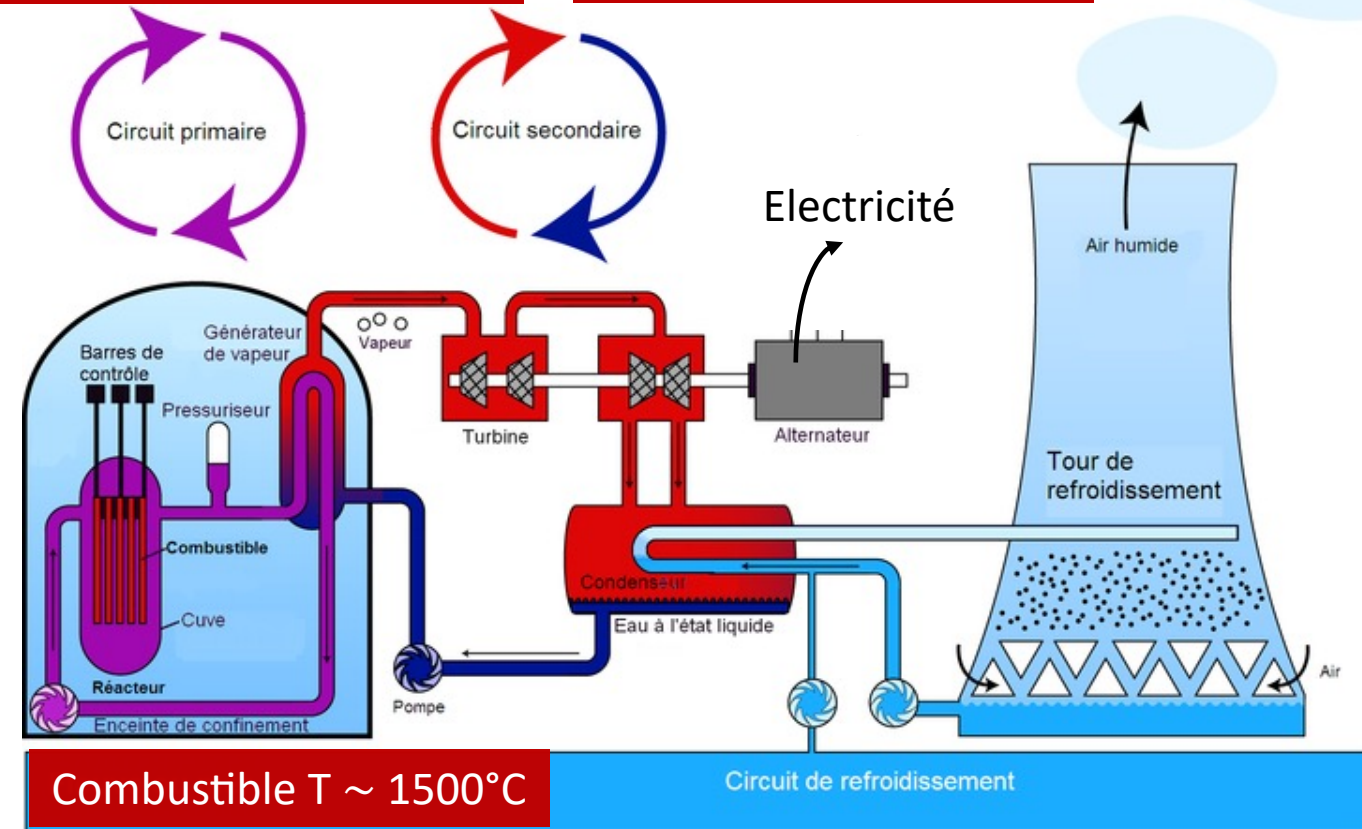 Circuit primaire
Circuit secondaire
Electricité
Air humide
Générateur
de vapeur
Vapeur
Barres de
contrôle
Pressuriseur
Turbine
Alternateur
Tour de
refroidissement
Combustible
Condenseur
Cuve
Eau à l'état liquide
Réacteur
Pompe
Air
Enceinte de confinement
Combustible T ~ 1500°C
Circuit de refroidissement